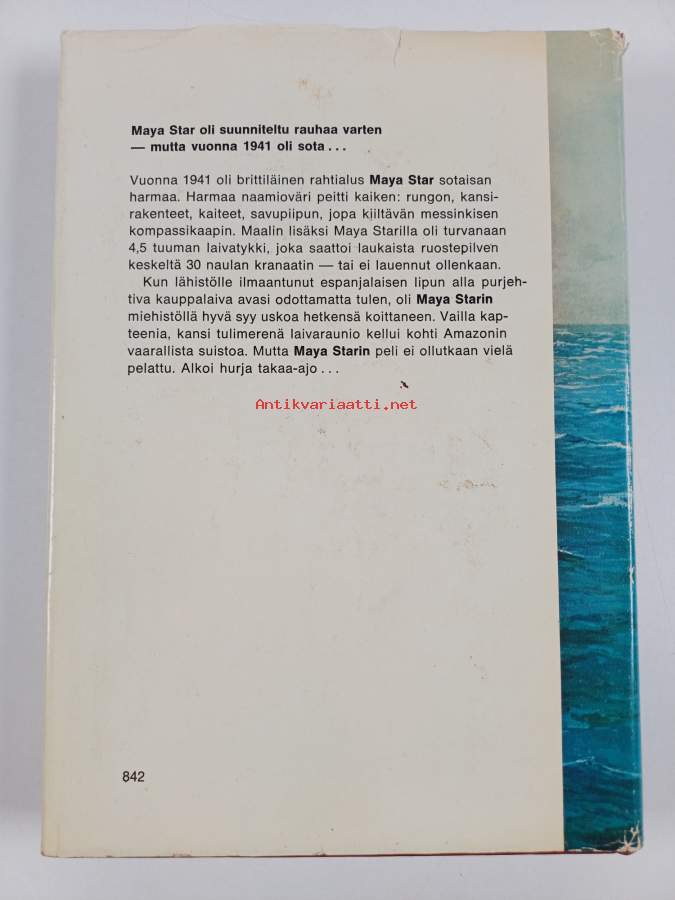 Maya Star oli suunniteltu rauhaa varten
— mutta vuonna 1941 oli sota...
Vuonna 1941 oli brittiläinen rahtialus Maya Star sotaisan
harmaa. Harmaa naamioväri peitti kaiken: rungon, kansi-
rakenteet, kaiteet, savupiipun, jopa kiiltävän messinkisen
kompassikaapin. Maalin lisäksi Maya Starilla oli turvanaan
4,5 tuuman laivatykki, joka saattoi laukaista ruostepilven
keskeltä 30 naulan kranaatin — tai ei lauennut ollenkaan.
Kun lähistölle ilmaantunut espanjalaisen lipun alla purjeh-
tiva kauppalaiva avasi odottamatta tulen, oli Maya Starin
miehistöllä hyvä syy uskoa hetkensä koittaneen. Vailla kap-
teenia, kansi tulimerenä laivaraunio kellui kohti Amazonin
vaarallista suistoa. Mutta Maya Starin peli ei ollutkaan vielä
pelattu. Alkoi hurja takaa-ajo...
Antikvariaatti.net
842